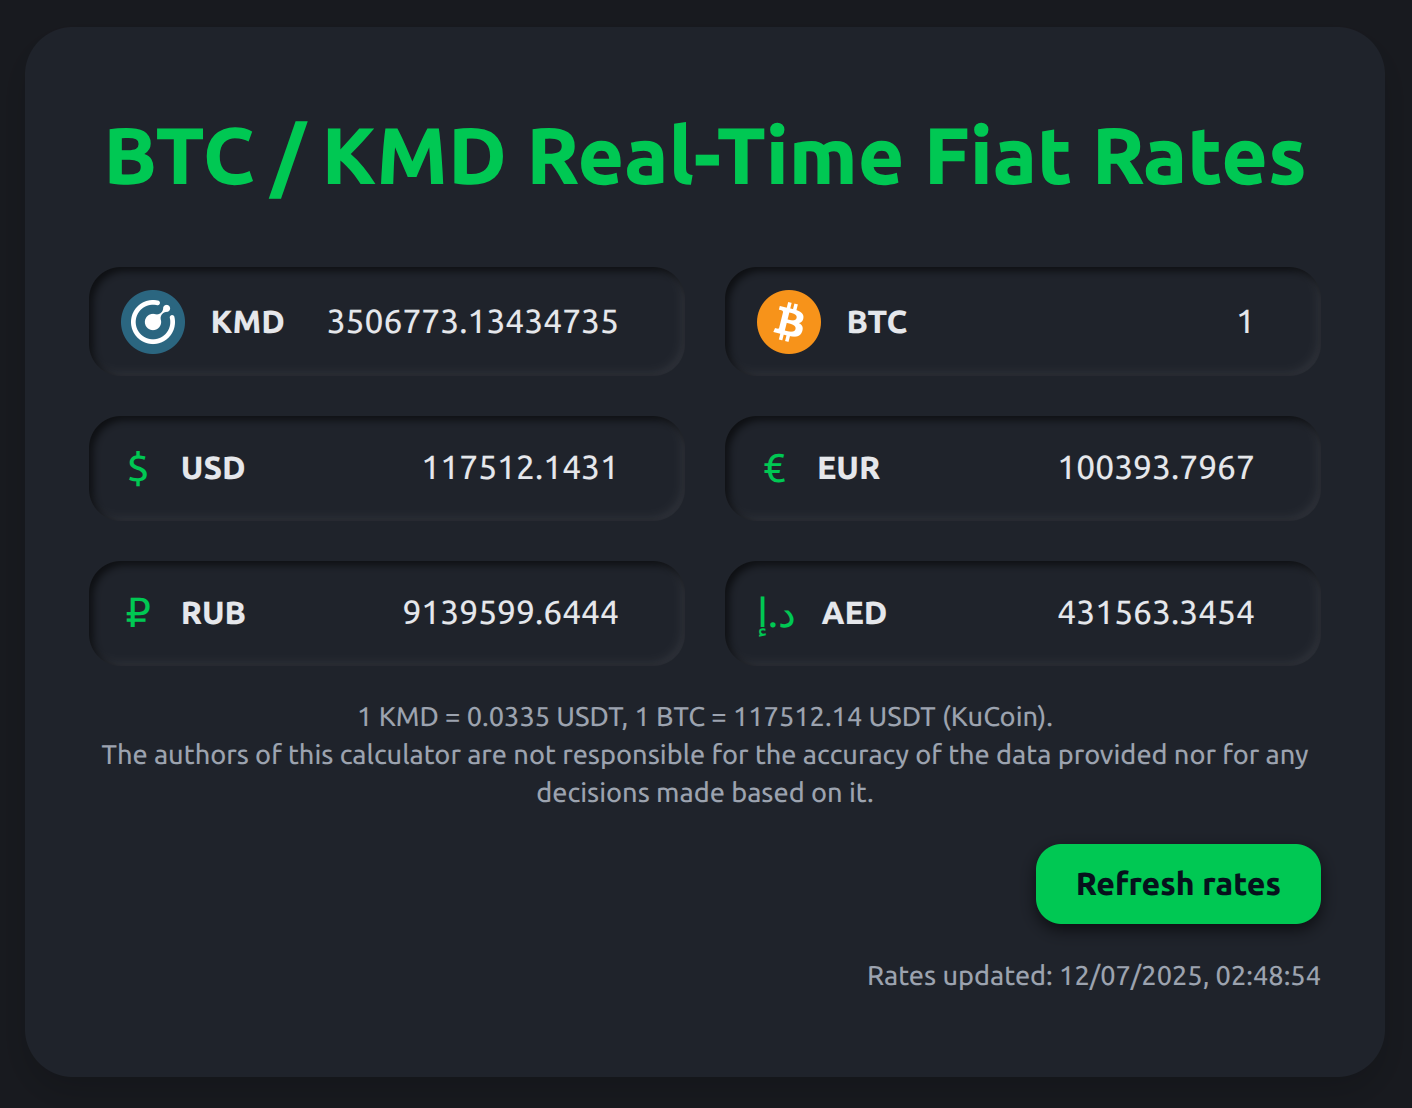 BTC / KMD Real-Time Fiat Rates
KMD 3506773.13434735
BTC 1
$ USD 117512.1431
€ EUR 100393.7967
₽ RUB 9139599.6444
د.إ AED 431563.3454
1 KMD = 0.0335 USDT, 1 BTC = 117512.14 USDT (KuCoin).
The authors of this calculator are not responsible for the accuracy of the data provided nor for any
decisions made based on it.
Refresh rates
Rates updated: 12/07/2025, 02:48:54